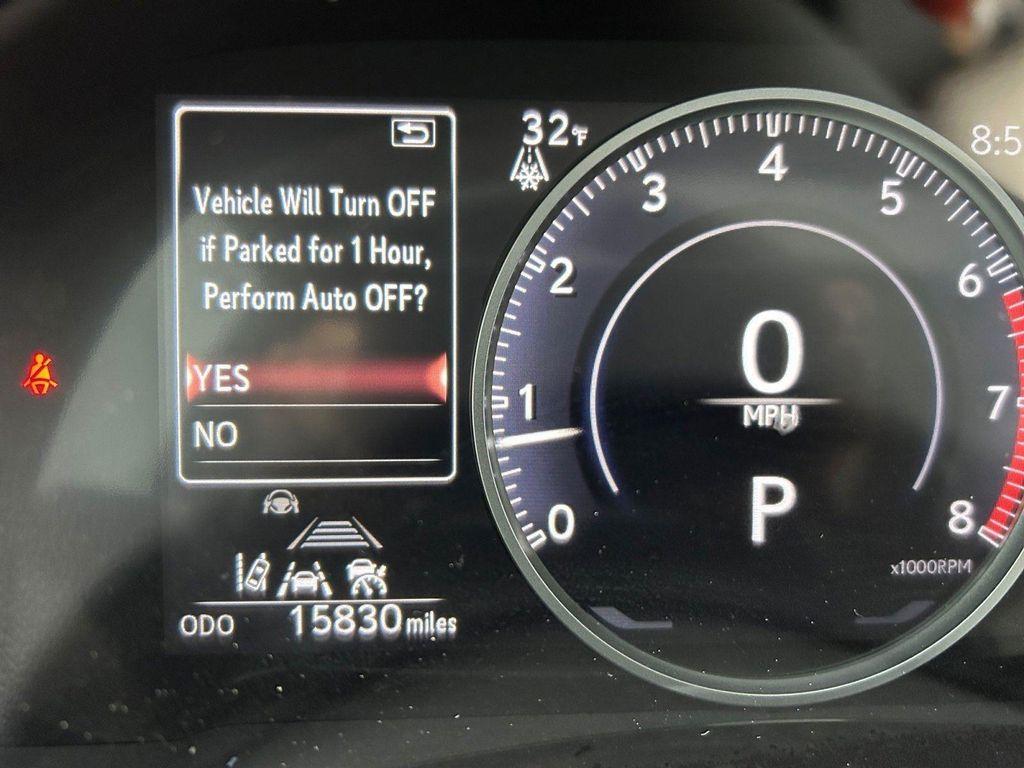 Vehicle Will Turn OFF
if Parked for 1 Hour,
Perform Auto OFF?
YES
NO
ODO 15830 miles
32°F
8:5
0
1
2
3
4
5
6
7
8
x1000RPM
0
MPH
P